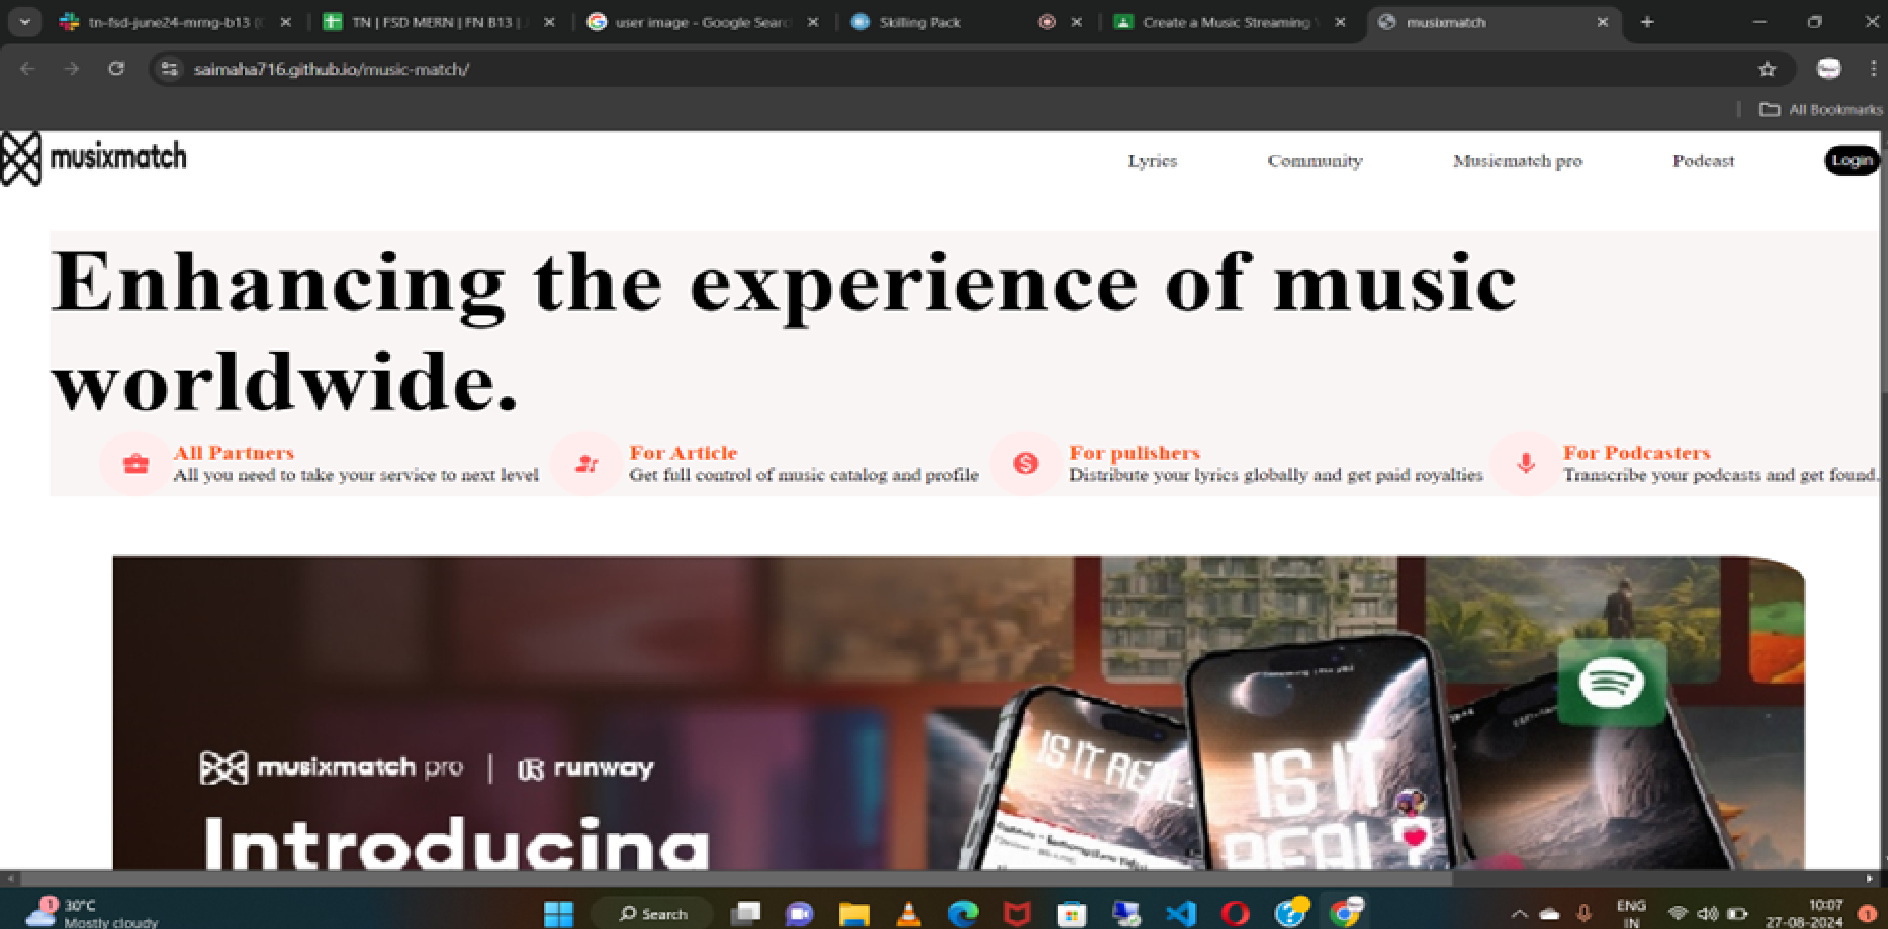 tn-fsd-june24-mrng-b13
TN | FSD MERN | FN B13 |
user image - Google Sear
Skilling Pack
Create a Music Streaming
musixmatch
saimaha716.github.io/music-match/
All Bookmarks
musixmatch
Lyrics
Community
Musicmatch pro
Podcast
Login
Enhancing the experience of music
worldwide.
All Partners
All you need to take your service to next level
For Article
Get full control of music catalog and profile
For pulishers
Distribute your lyrics globally and get paid royalties
For Podcasters
Transcribe your podcasts and get found.
musixmatch pro | runway
Introducing
IS IT REAL
IS IT
REAL?
1
30°C
Mostly cloudy
Search
ENG
IN
10:07
27-08-2024
1